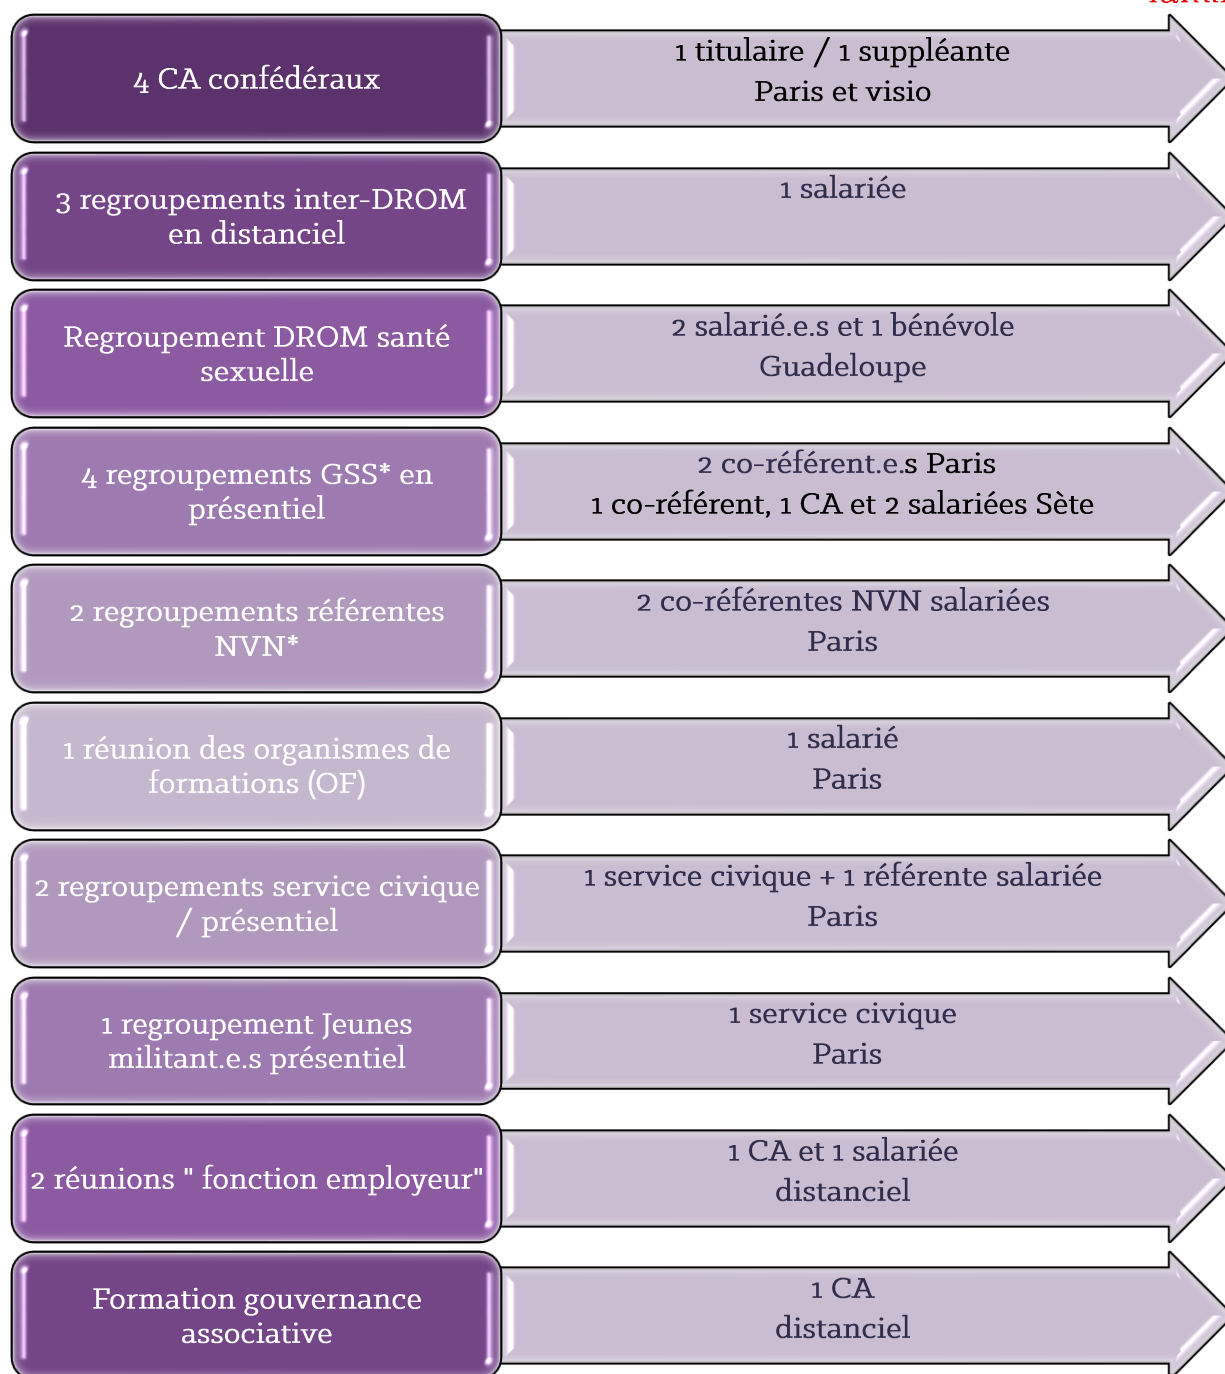 4 CA confédéraux
1 titulaire / 1 suppléante
Paris et visio
3 regroupements inter-DROM
en distanciel
1 salariée
Regroupement DROM santé
sexuelle
2 salarié.e.s et 1 bénévole
Guadeloupe
4 regroupements GSS* en
présentiel
2 co-référent.e.s Paris
1 co-référent, 1 CA et 2 salariées Sète
2 regroupements référentes
NVN*
2 co-référentes NVN salariées
Paris
1 réunion des organismes de
formations (OF)
1 salarié
Paris
2 regroupements service civique
/ présentiel
1 service civique + 1 référente salariée
Paris
1 regroupement Jeunes
militant.e.s présentiel
1 service civique
Paris
2 réunions " fonction employeur"
1 CA et 1 salariée
distanciel
Formation gouvernance
associative
1 CA
distanciel